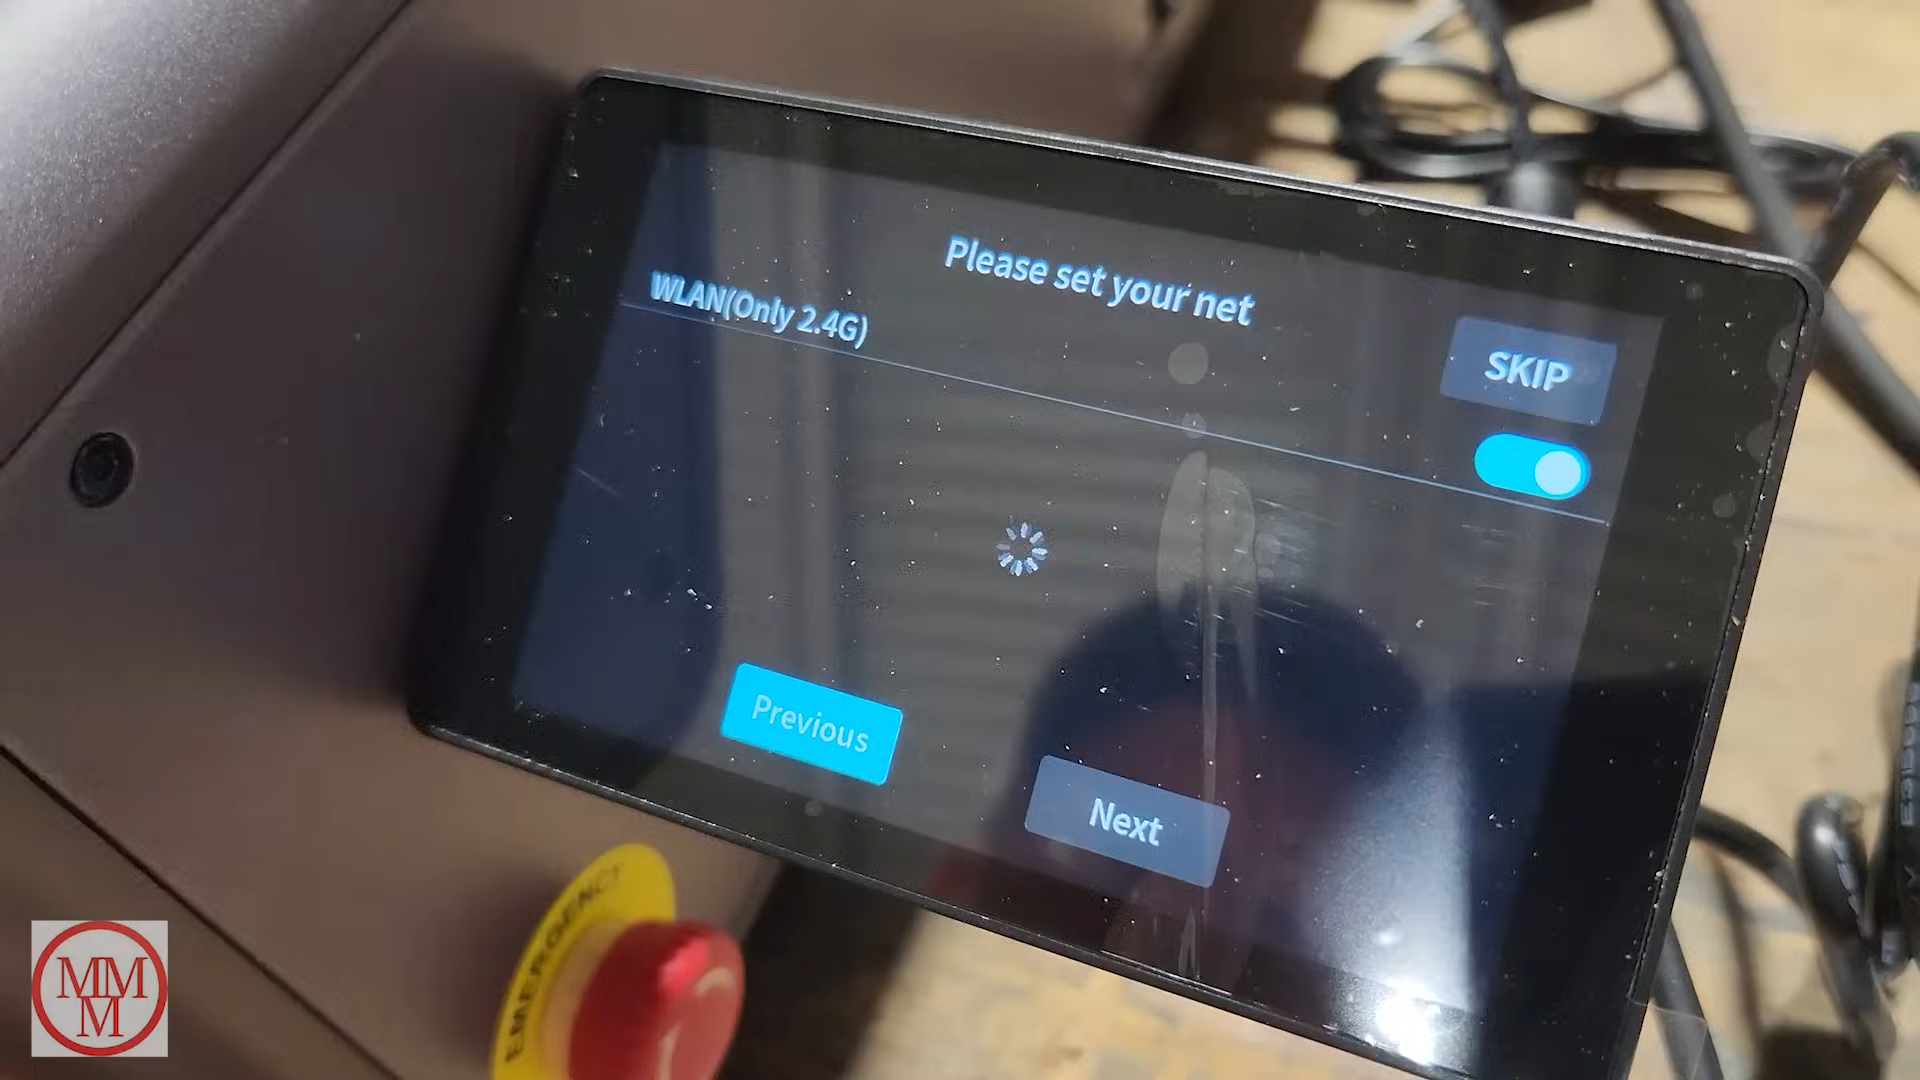 Please set your net
WLAN(Only 2.4G)
SKIP
Previous
Next
EMERGENCY
MM
M